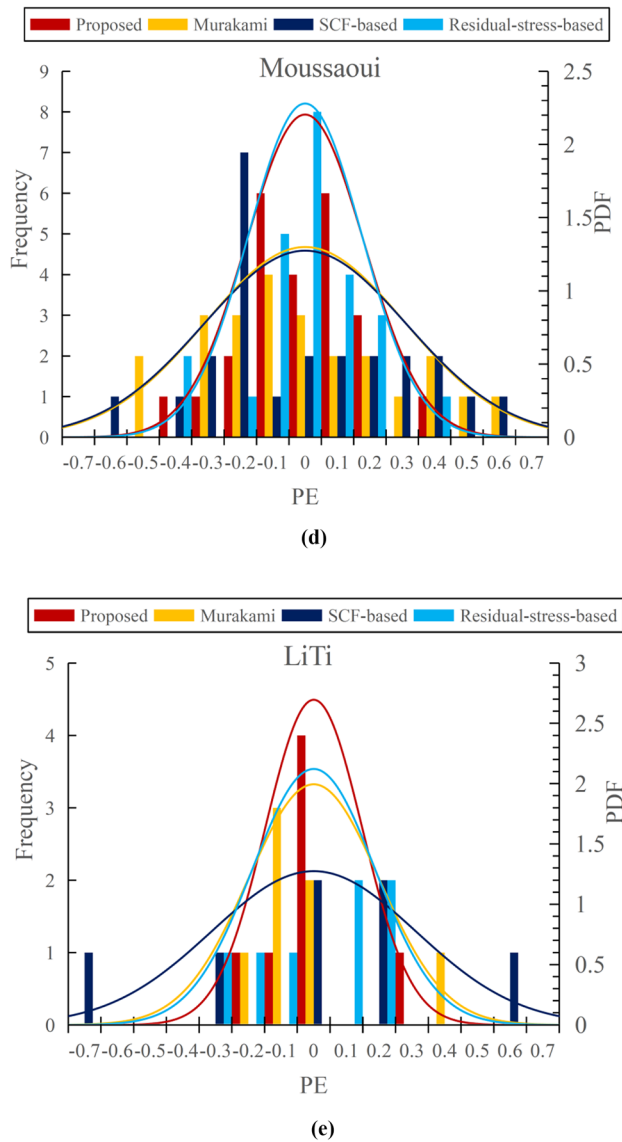 Proposed Murakami SCF-based Residual-stress-based
Moussaoui
9 8 7 6 5 4 3 2 1 0
Frequency
2.5 2 1.5 1 0.5 0
PDF
-0.7-0.6-0.5-0.4-0.3-0.2-0.1 0 0.1 0.2 0.3 0.4 0.5 0.6 0.7
PE
(d)
Proposed Murakami SCF-based Residual-stress-based
LiTi
5 4 3 2 1 0
Frequency
3 2.5 2 1.5 1 0.5 0
PDF
-0.7-0.6-0.5-0.4-0.3-0.2-0.1 0 0.1 0.2 0.3 0.4 0.5 0.6 0.7
PE
(e)